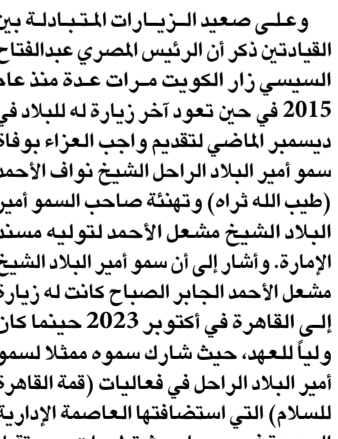 وعلى صعيد الزيارات المتبادلة بين
القيادتين ذكر أن الرئيس المصري عبدالفتاح
السيسي زار الكويت مرات عدة منذ عام
2015 في حين تعود آخر زيارة له للبلاد في
ديسمبر الماضي لتقديم واجب العزاء بوفاة
سمو أمير البلاد الراحل الشيخ نواف الأحمد
(طيب الله ثراه) وتهنئة صاحب السمو أمير
البلاد الشيخ مشعل الأحمد لتوليه مسند
الإمارة. وأشار إلى أن سمو أمير البلاد الشيخ
مشعل الأحمد الجابر الصباح كانت له زيارة
إلى القاهرة في أكتوبر 2023 حينما كان
ولياً للعهد، حيث شارك سموه ممثلا لسمو
أمير البلاد الراحل في فعاليات (قمة القاهرة
للسلام) التي استضافتها العاصمة الإدارية